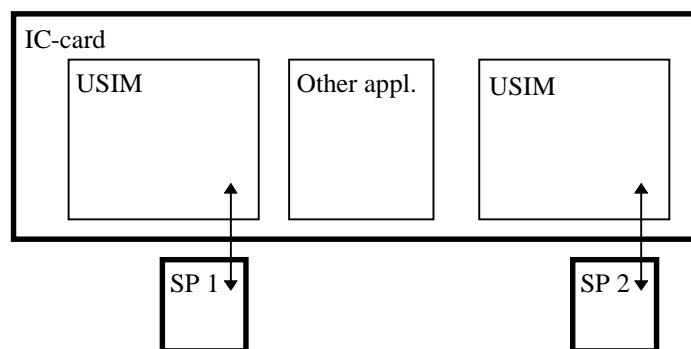 IC-card
USIM
Other appl.
USIM
SP 1
SP 2